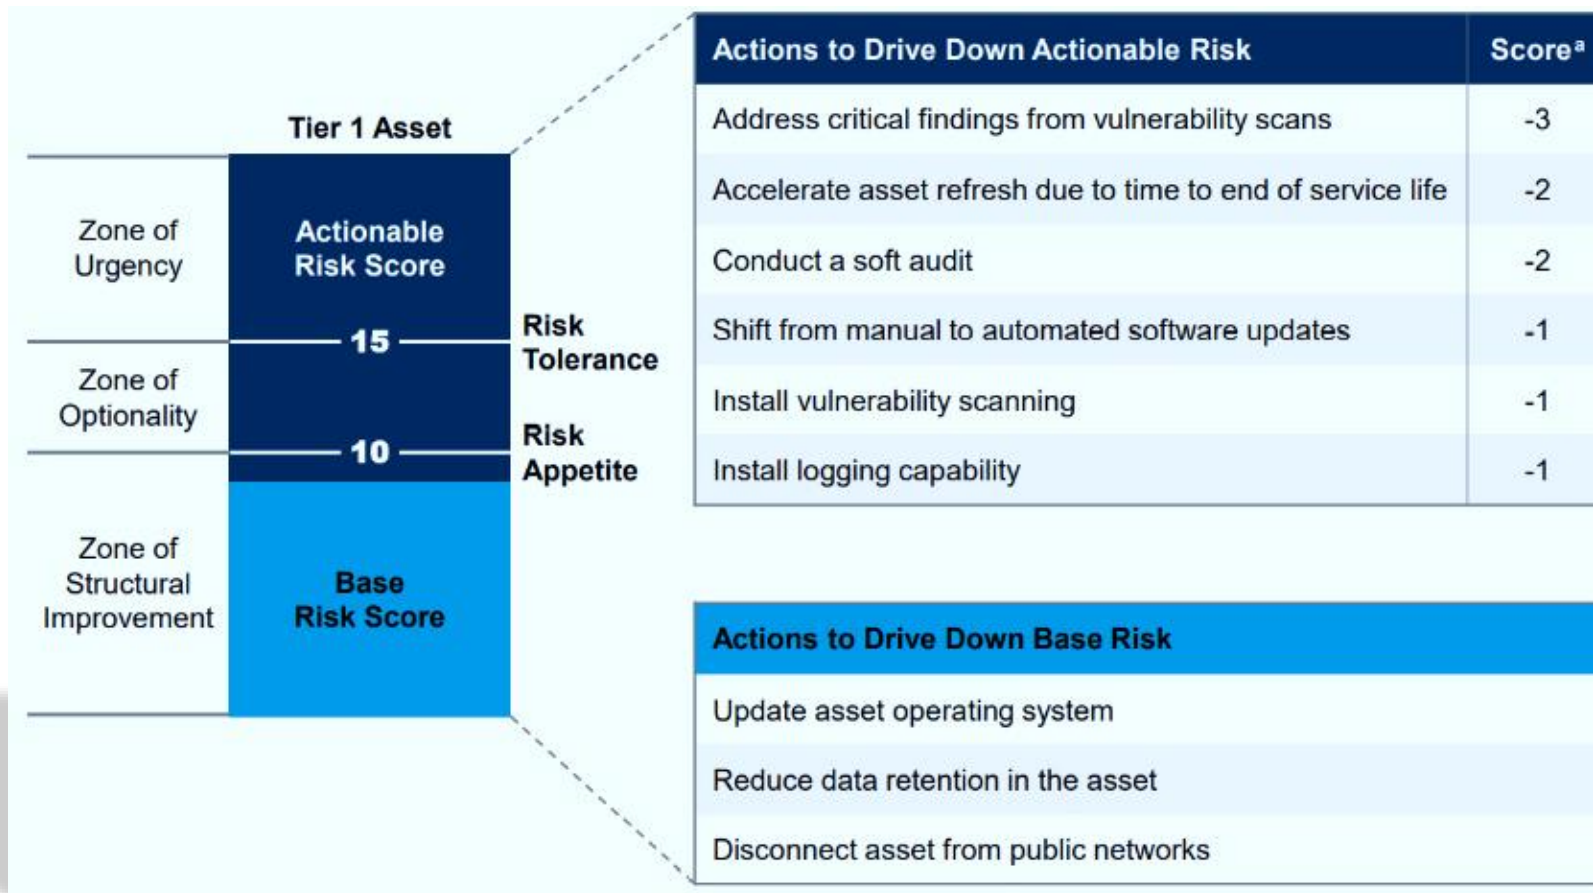 Tier 1 Asset
Zone of
Urgency
Actionable
Risk Score
15
Risk
Tolerance
Zone of
Optionality
10
Risk
Appetite
Zone of
Structural
Improvement
Base
Risk Score
Actions to Drive Down Actionable Risk Scoreᵃ
Address critical findings from vulnerability scans -3
Accelerate asset refresh due to time to end of service life -2
Conduct a soft audit -2
Shift from manual to automated software updates -1
Install vulnerability scanning -1
Install logging capability -1
Actions to Drive Down Base Risk
Update asset operating system
Reduce data retention in the asset
Disconnect asset from public networks